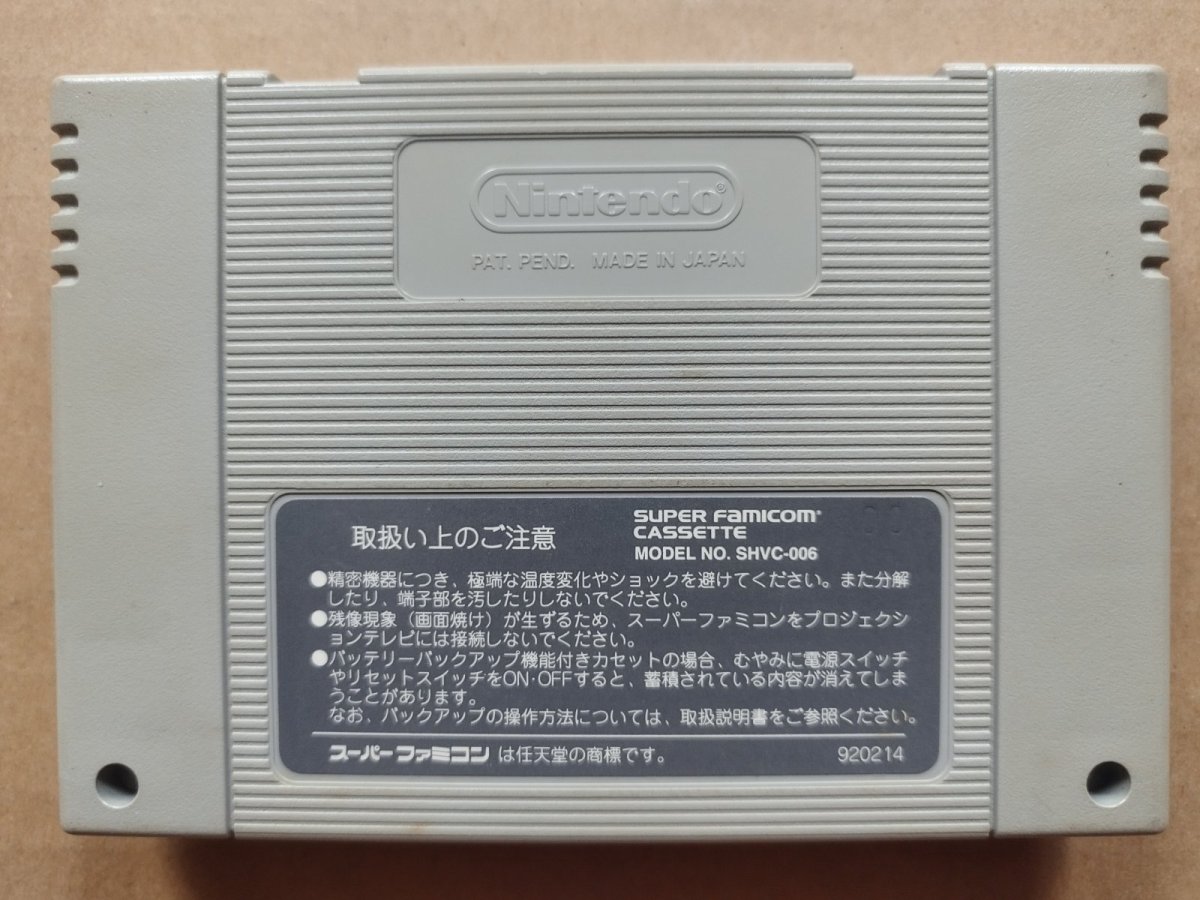 Nintendo®
PAT. PEND. MADE IN JAPAN
取扱い上のご注意
SUPER FAMICOM®
CASSETTE
MODEL NO. SHVC-006
●精密機器につき、極端な温度変化やショックを避けてください。また分解
したり、端子部を汚したりしないでください。
●残像現象(画面焼け)が生ずるため、スーパーファミコンをプロジェクシ
ョンテレビには接続しないでください。
●バッテリーバックアップ機能付きカセットの場合、むやみに電源スイッチ
やリセットスイッチをON・OFFすると、蓄積されている内容が消えてしま
うことがあります。
なお、バックアップの操作方法については、取扱説明書をご参照ください。
スーパーファミコン は任天堂の商標です。
920214